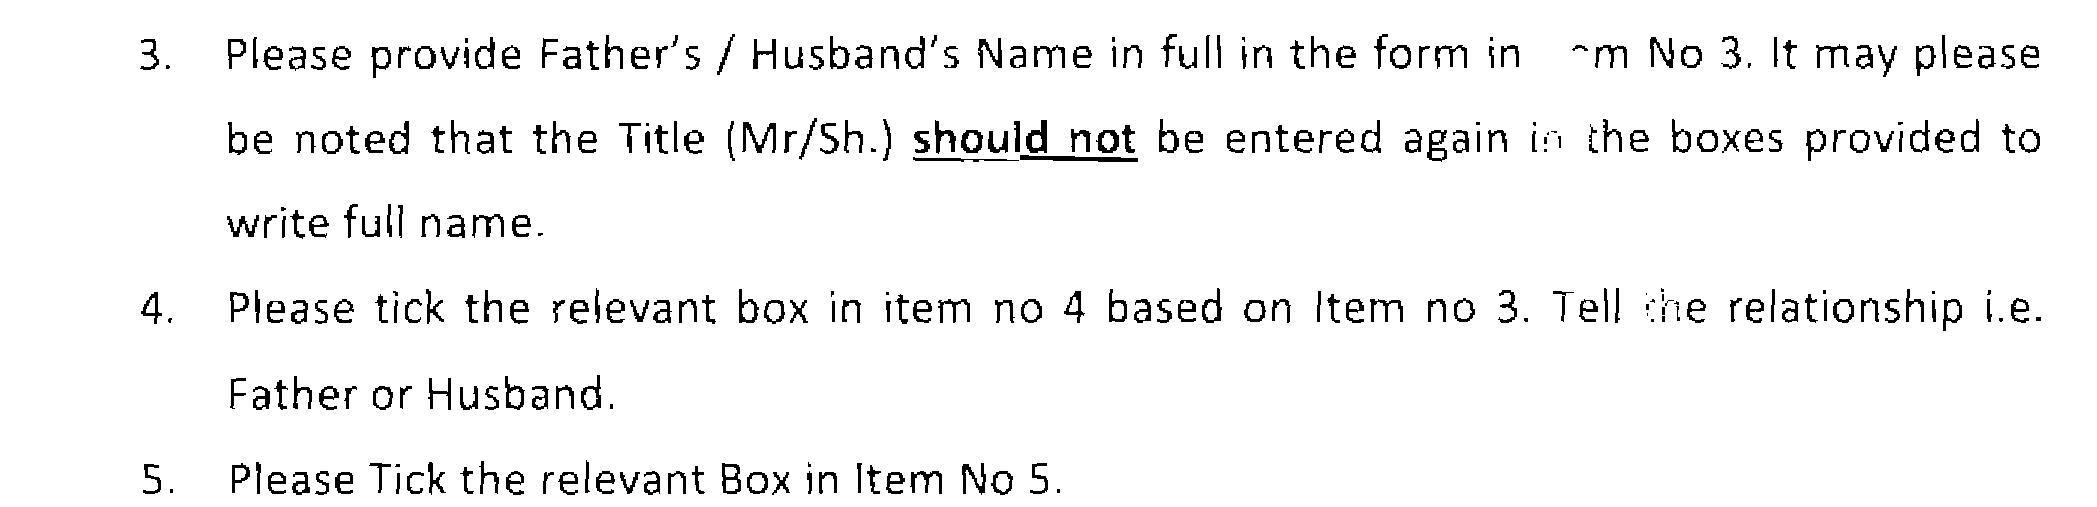 3. Please provide Father's / Husband's Name in full in the form in No 3. It may please
be noted that the Title (Mr/Sh.) should not be entered again in the boxes provided to
write full name.
4. Please tick the relevant box in item no 4 based on Item no 3. Tell the relationship i.e.
Father or Husband.
5. Please Tick the relevant Box in Item No 5.